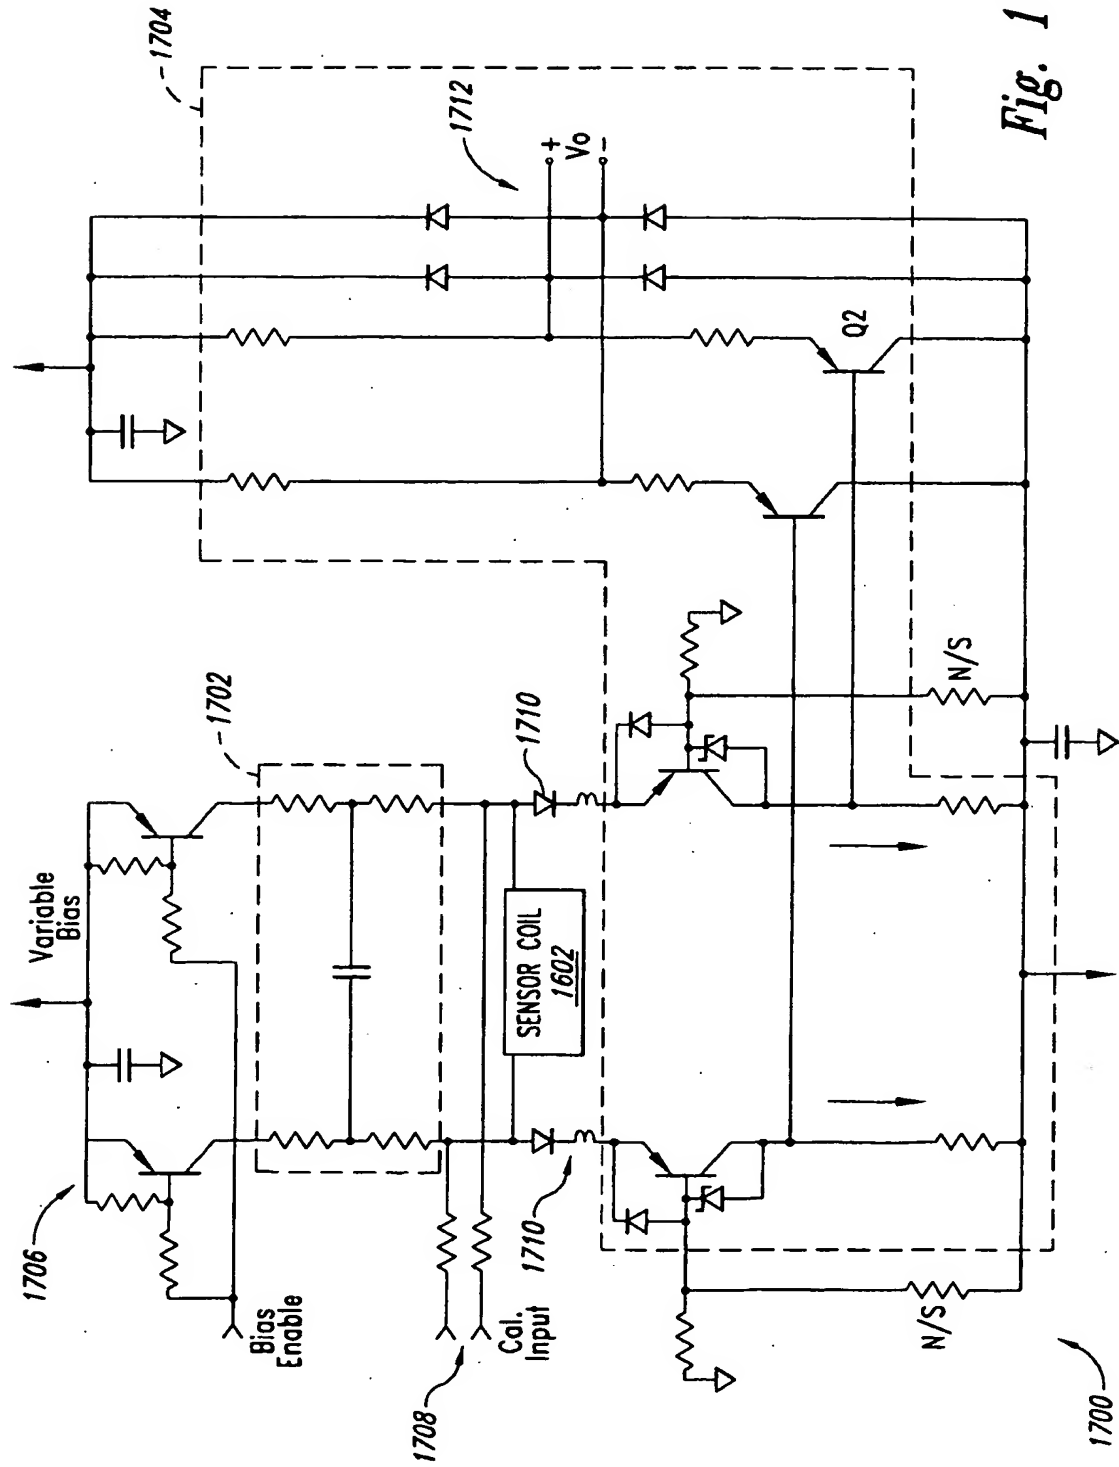 1704
1712
+
Vo
-
Q2
Fig. 1
Variable
Bias
1702
1706
Bias
Enable
1708
Cal.
Input
SENSOR COIL
1602
1710
1710
N/S
N/S
1700